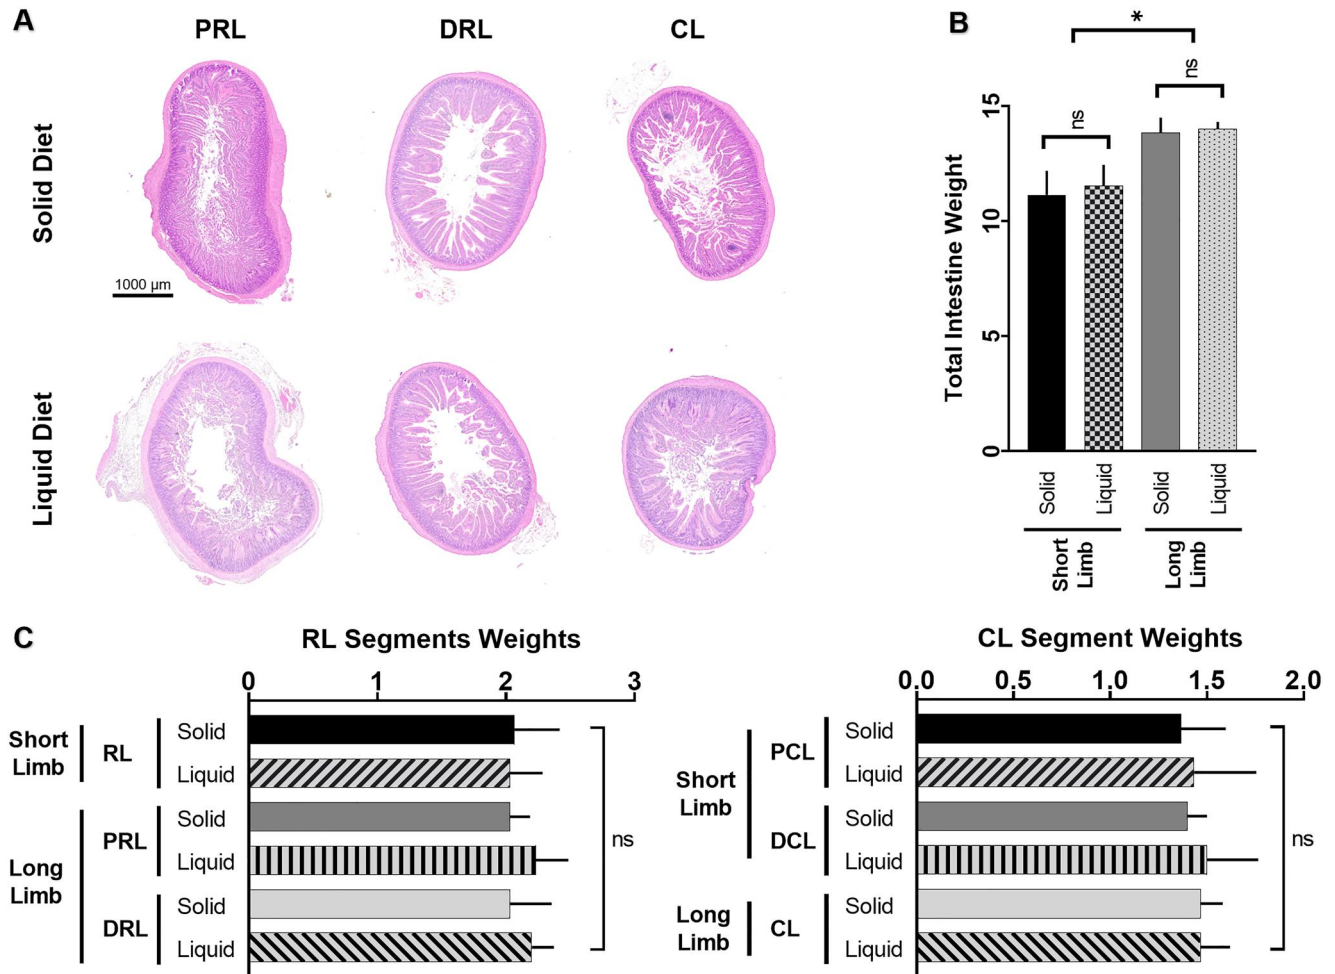 A
PRL
DRL
CL
Solid Diet
1000 µm
Liquid Diet
B
*
ns
ns
Total Intestine Weight
15
10
5
0
Solid
Liquid
Solid
Liquid
Short
Limb
Long
Limb
C
RL Segments Weights
0 1 2 3
Short
Limb
RL
Solid
Liquid
Long
Limb
PRL
Solid
Liquid
DRL
Solid
Liquid
ns
CL Segment Weights
0.0 0.5 1.0 1.5 2.0
Short
Limb
PCL
Solid
Liquid
DCL
Solid
Liquid
Long
Limb
CL
Solid
Liquid
ns